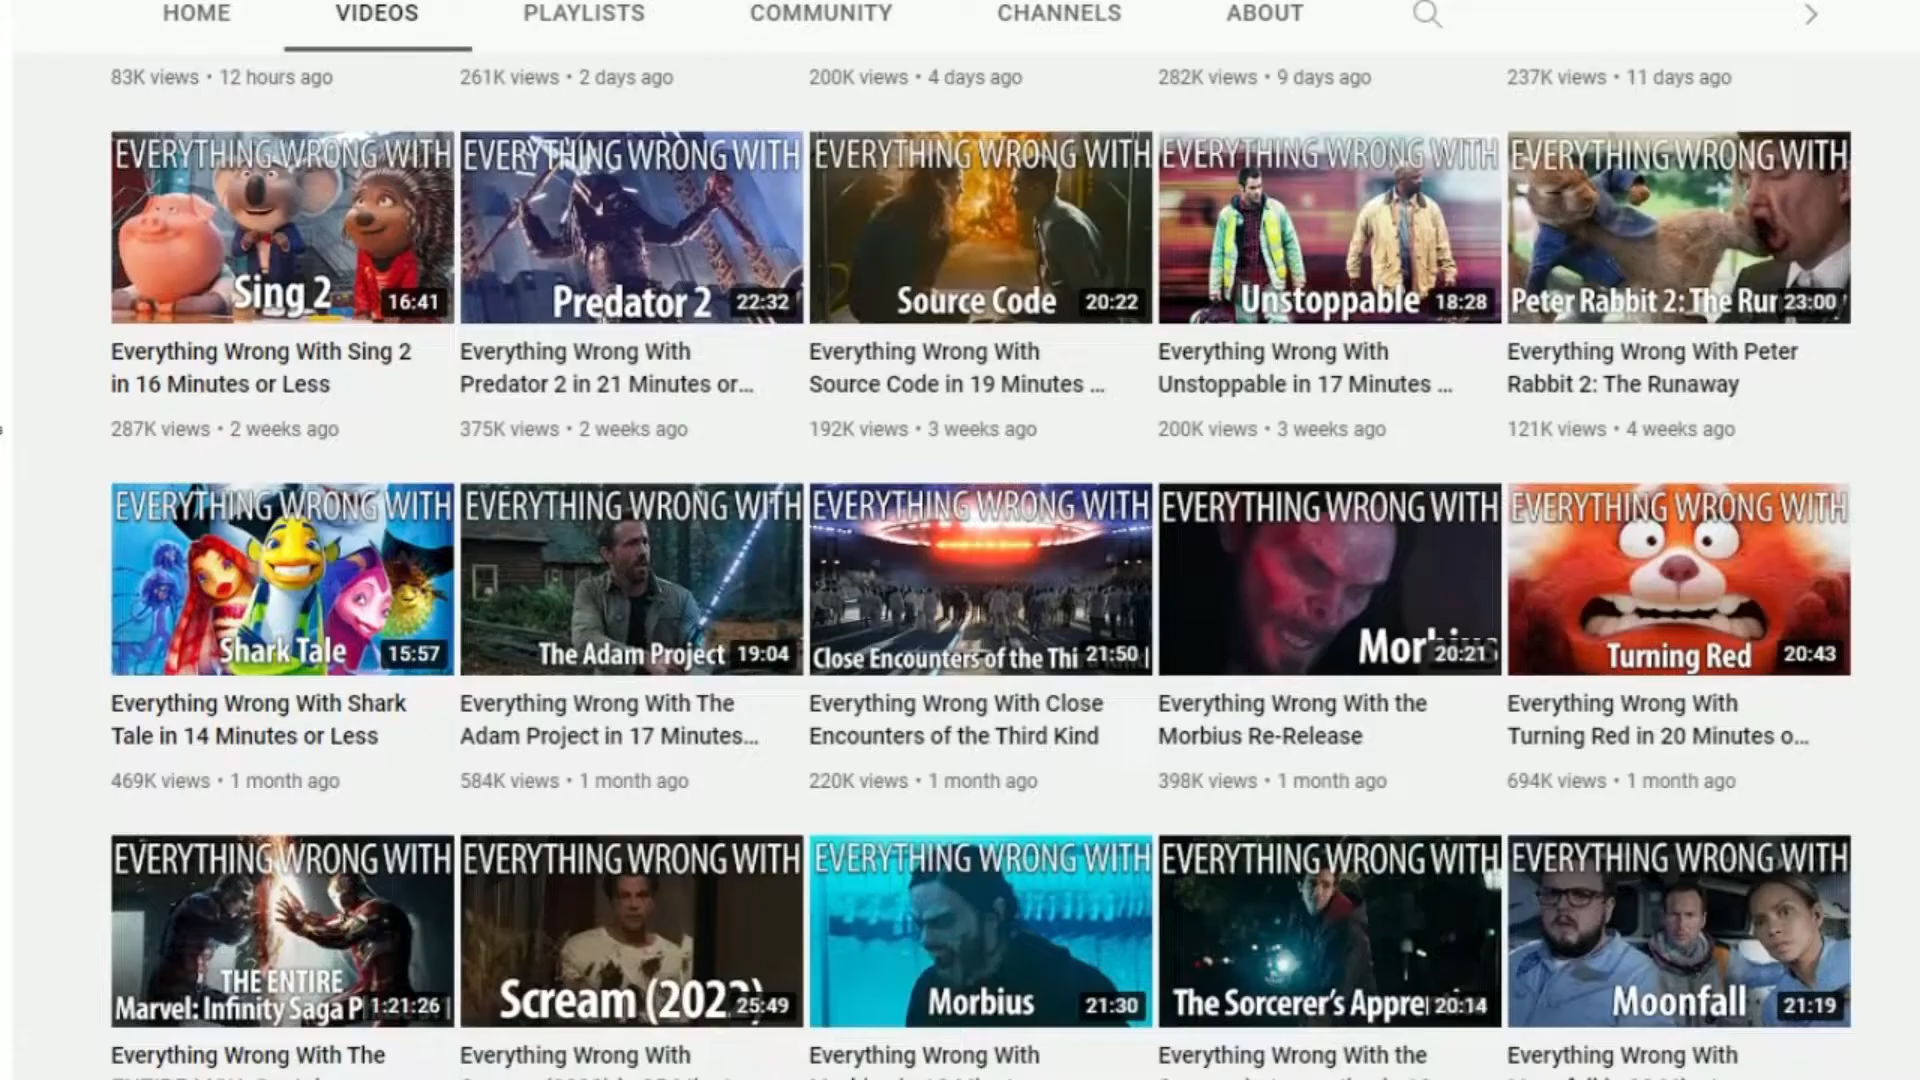 HOME VIDEOS PLAYLISTS COMMUNITY CHANNELS ABOUT
83K views • 12 hours ago
261K views • 2 days ago
200K views • 4 days ago
282K views • 9 days ago
237K views • 11 days ago
EVERYTHING WRONG WITH
Sing 2
16:41
Everything Wrong With Sing 2
in 16 Minutes or Less
287K views • 2 weeks ago
EVERYTHING WRONG WITH
Predator 2
22:32
Everything Wrong With
Predator 2 in 21 Minutes or...
375K views • 2 weeks ago
EVERYTHING WRONG WITH
Source Code
20:22
Everything Wrong With
Source Code in 19 Minutes ...
192K views • 3 weeks ago
EVERYTHING WRONG WITH
Unstoppable
18:28
Everything Wrong With
Unstoppable in 17 Minutes ...
200K views • 3 weeks ago
EVERYTHING WRONG WITH
Peter Rabbit 2: The Rur
23:00
Everything Wrong With Peter
Rabbit 2: The Runaway
121K views • 4 weeks ago
EVERYTHING WRONG WITH
Shark Tale
15:57
Everything Wrong With Shark
Tale in 14 Minutes or Less
469K views • 1 month ago
EVERYTHING WRONG WITH
The Adam Project
19:04
Everything Wrong With The
Adam Project in 17 Minutes...
584K views • 1 month ago
EVERYTHING WRONG WITH
Close Encounters of the Thi
21:50
Everything Wrong With Close
Encounters of the Third Kind
220K views • 1 month ago
EVERYTHING WRONG WITH
Morbius
20:21
Everything Wrong With the
Morbius Re-Release
398K views • 1 month ago
EVERYTHING WRONG WITH
Turning Red
20:43
Everything Wrong With
Turning Red in 20 Minutes o...
694K views • 1 month ago
EVERYTHING WRONG WITH
THE ENTIRE
Marvel: Infinity Saga P
1:21:26
Everything Wrong With The
EVERYTHING WRONG WITH
Scream (2022)
25:49
Everything Wrong With
EVERYTHING WRONG WITH
Morbius
21:30
Everything Wrong With
EVERYTHING WRONG WITH
The Sorcerer's Appre
20:14
Everything Wrong With the
EVERYTHING WRONG WITH
Moonfall
21:19
Everything Wrong With